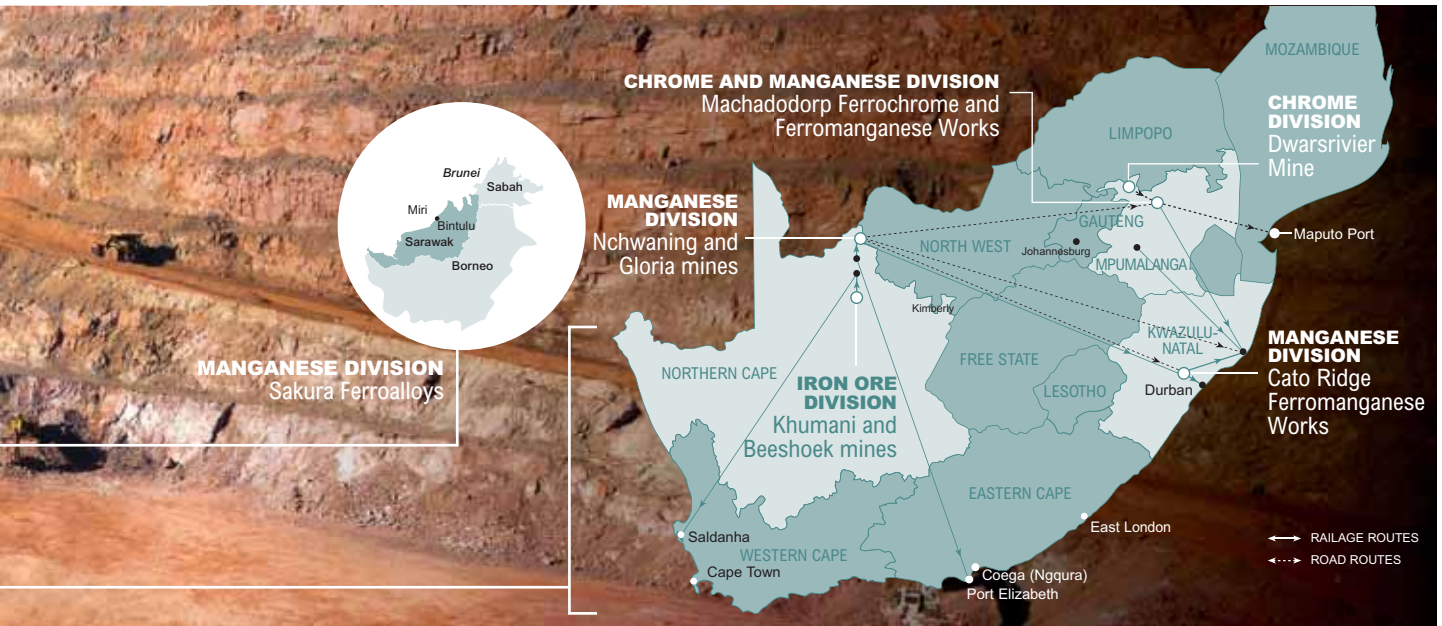 MOZAMBIQUE
CHROME AND MANGANESE DIVISION
Machadodorp Ferrochrome and
Ferromanganese Works
CHROME
DIVISION
Dwarsrivier
Mine
LIMPOPO
Brunei
Sabah
Miri
Bintulu
Sarawak
Borneo
MANGANESE
DIVISION
Nchwaning and
Gloria mines
NORTH WEST
GAUTENG
Johannesburg
MPUMALANGA
Maputo Port
Kimberly
KWAZULU-
NATAL
MANGANESE
DIVISION
Cato Ridge
Ferromanganese
Works
MANGANESE DIVISION
Sakura Ferroalloys
NORTHERN CAPE
IRON ORE
DIVISION
Khumani and
Beeshoek mines
FREE STATE
LESOTHO
Durban
EASTERN CAPE
East London
Saldanha
WESTERN CAPE
Cape Town
Coega (Ngqura)
Port Elizabeth
RAILAGE ROUTES
ROAD ROUTES